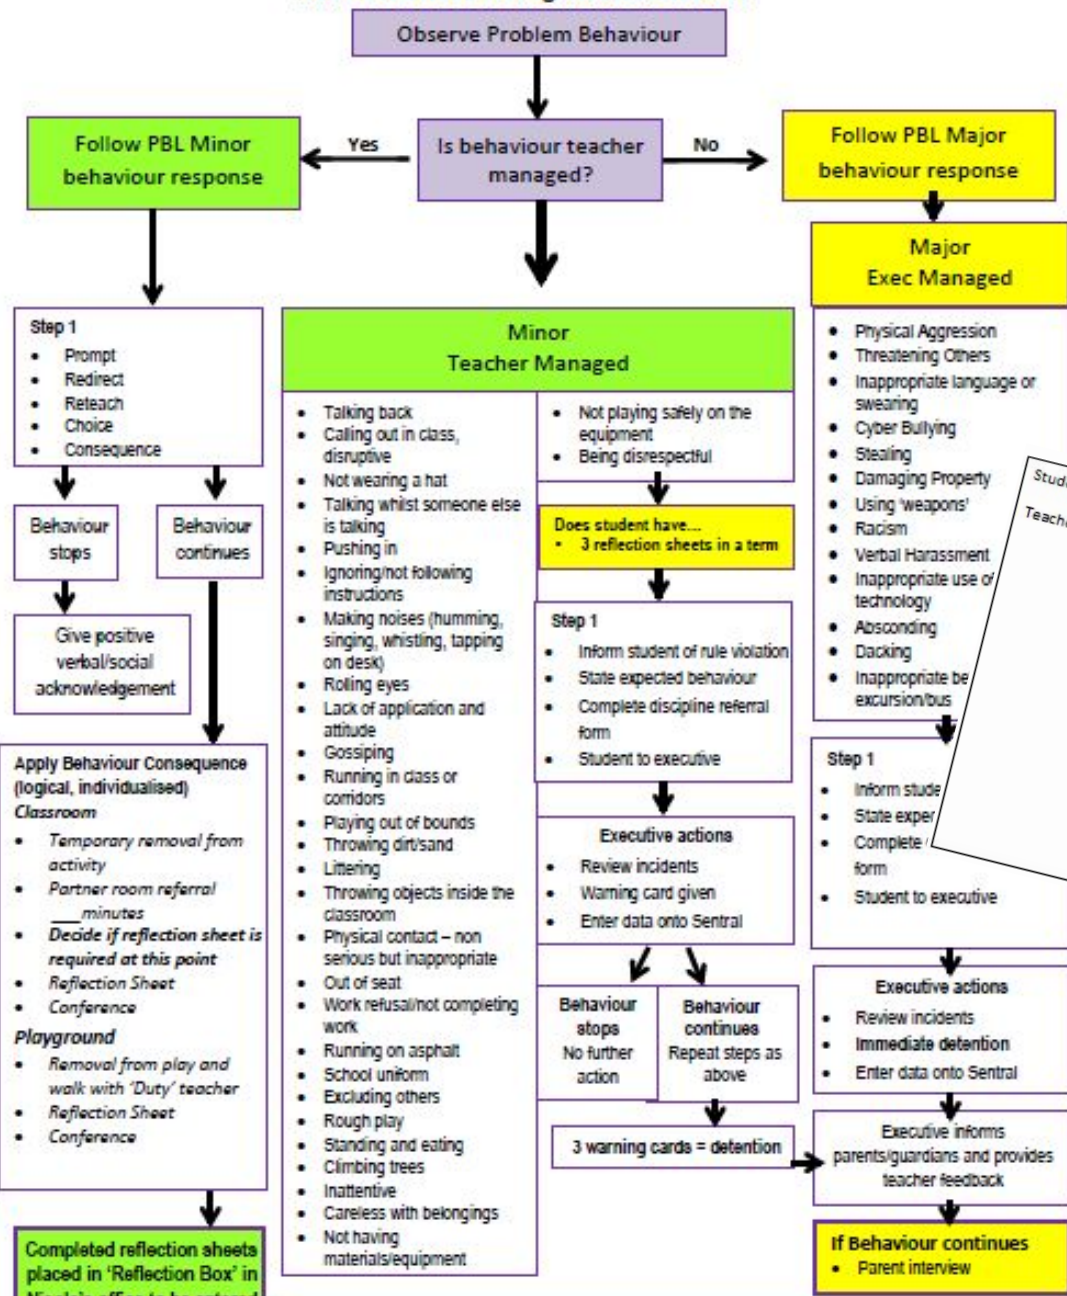 Observe Problem Behaviour
Follow PBL Minor
behaviour response
Yes
Is behaviour teacher
managed?
No
Follow PBL Major
behaviour response
Step 1
• Prompt
• Redirect
• Reteach
• Choice
• Consequence
Behaviour
stops
Behaviour
continues
Give positive
verbal/social
acknowledgement
Apply Behaviour Consequence
(logical, individualised)
Classroom
• Temporary removal from
activity
• Partner room referral
___minutes
• Decide if reflection sheet is
required at this point
• Reflection Sheet
• Conference
Playground
• Removal from play and
walk with 'Duty' teacher
• Reflection Sheet
• Conference
Completed reflection sheets
placed in 'Reflection Box' in
Minor
Teacher Managed
• Talking back
• Calling out in class,
disruptive
• Not wearing a hat
• Talking whilst someone else
is talking
• Pushing in
• Ignoring/not following
instructions
• Making noises (humming,
singing, whistling, tapping
on desk)
• Rolling eyes
• Lack of application and
attitude
• Gossiping
• Running in class or
corridors
• Playing out of bounds
• Throwing dirt/sand
• Littering
• Throwing objects inside the
classroom
• Physical contact – non
serious but inappropriate
• Out of seat
• Work refusal/not completing
work
• Running on asphalt
• School uniform
• Excluding others
• Rough play
• Standing and eating
• Climbing trees
• Inattentive
• Careless with belongings
• Not having
materials/equipment
• Not playing safely on the
equipment
• Being disrespectful
Does student have...
• 3 reflection sheets in a term
Step 1
• Inform student of rule violation
• State expected behaviour
• Complete discipline referral
form
• Student to executive
Executive actions
• Review incidents
• Warning card given
• Enter data onto Sentral
Behaviour
stops
No further
action
Behaviour
continues
Repeat steps as
above
3 warning cards = detention
Major
Exec Managed
• Physical Aggression
• Threatening Others
• Inappropriate language or
swearing
• Cyber Bullying
• Stealing
• Damaging Property
• Using 'weapons'
• Racism
• Verbal Harassment
• Inappropriate use of
technology
• Absconding
• Dacking
• Inappropriate be
excursion/bus
Step 1
• Inform stude
• State expec
• Complete
form
• Student to executive
Executive actions
• Review incidents
• Immediate detention
• Enter data onto Sentral
Executive informs
parents/guardians and provides
teacher feedback
If Behaviour continues
• Parent interview
Stud
Teach